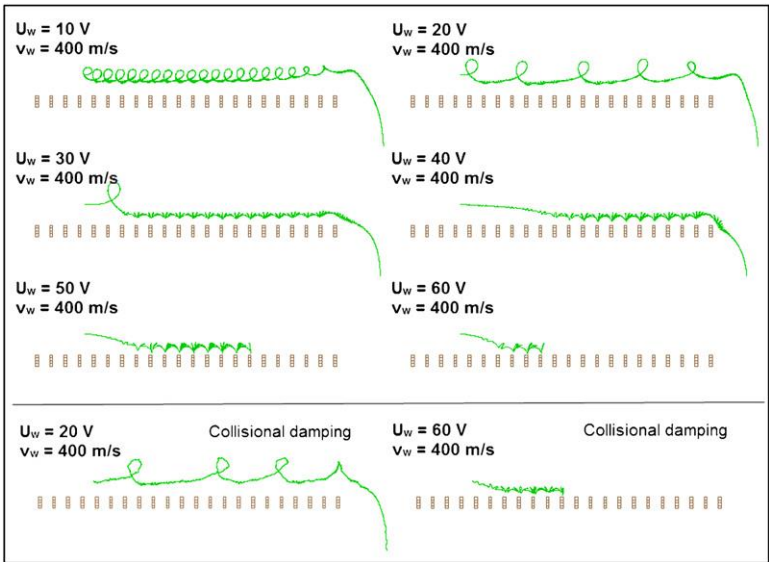 Uw = 10 V
vw = 400 m/s
Uw = 20 V
vw = 400 m/s
Uw = 30 V
vw = 400 m/s
Uw = 40 V
vw = 400 m/s
Uw = 50 V
vw = 400 m/s
Uw = 60 V
vw = 400 m/s
Uw = 20 V
vw = 400 m/s
Collisional damping
Uw = 60 V
vw = 400 m/s
Collisional damping